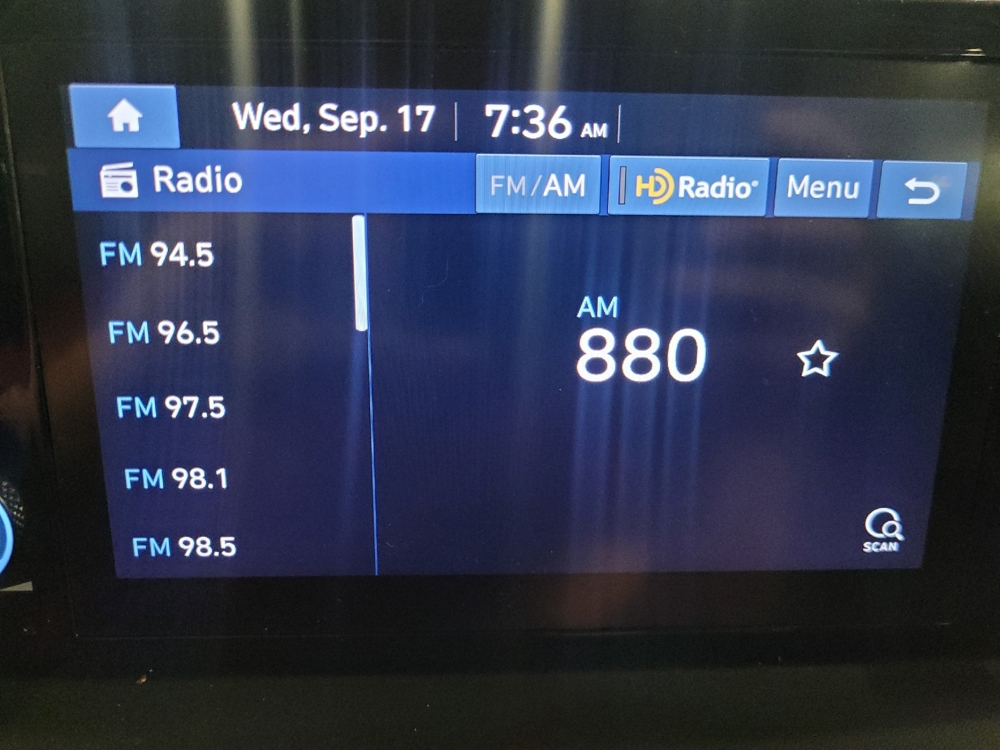 Wed, Sep. 17 7:36 AM
Radio FM/AM HD Radio® Menu
FM 94.5
FM 96.5
FM 97.5
FM 98.1
FM 98.5
AM
880
SCAN